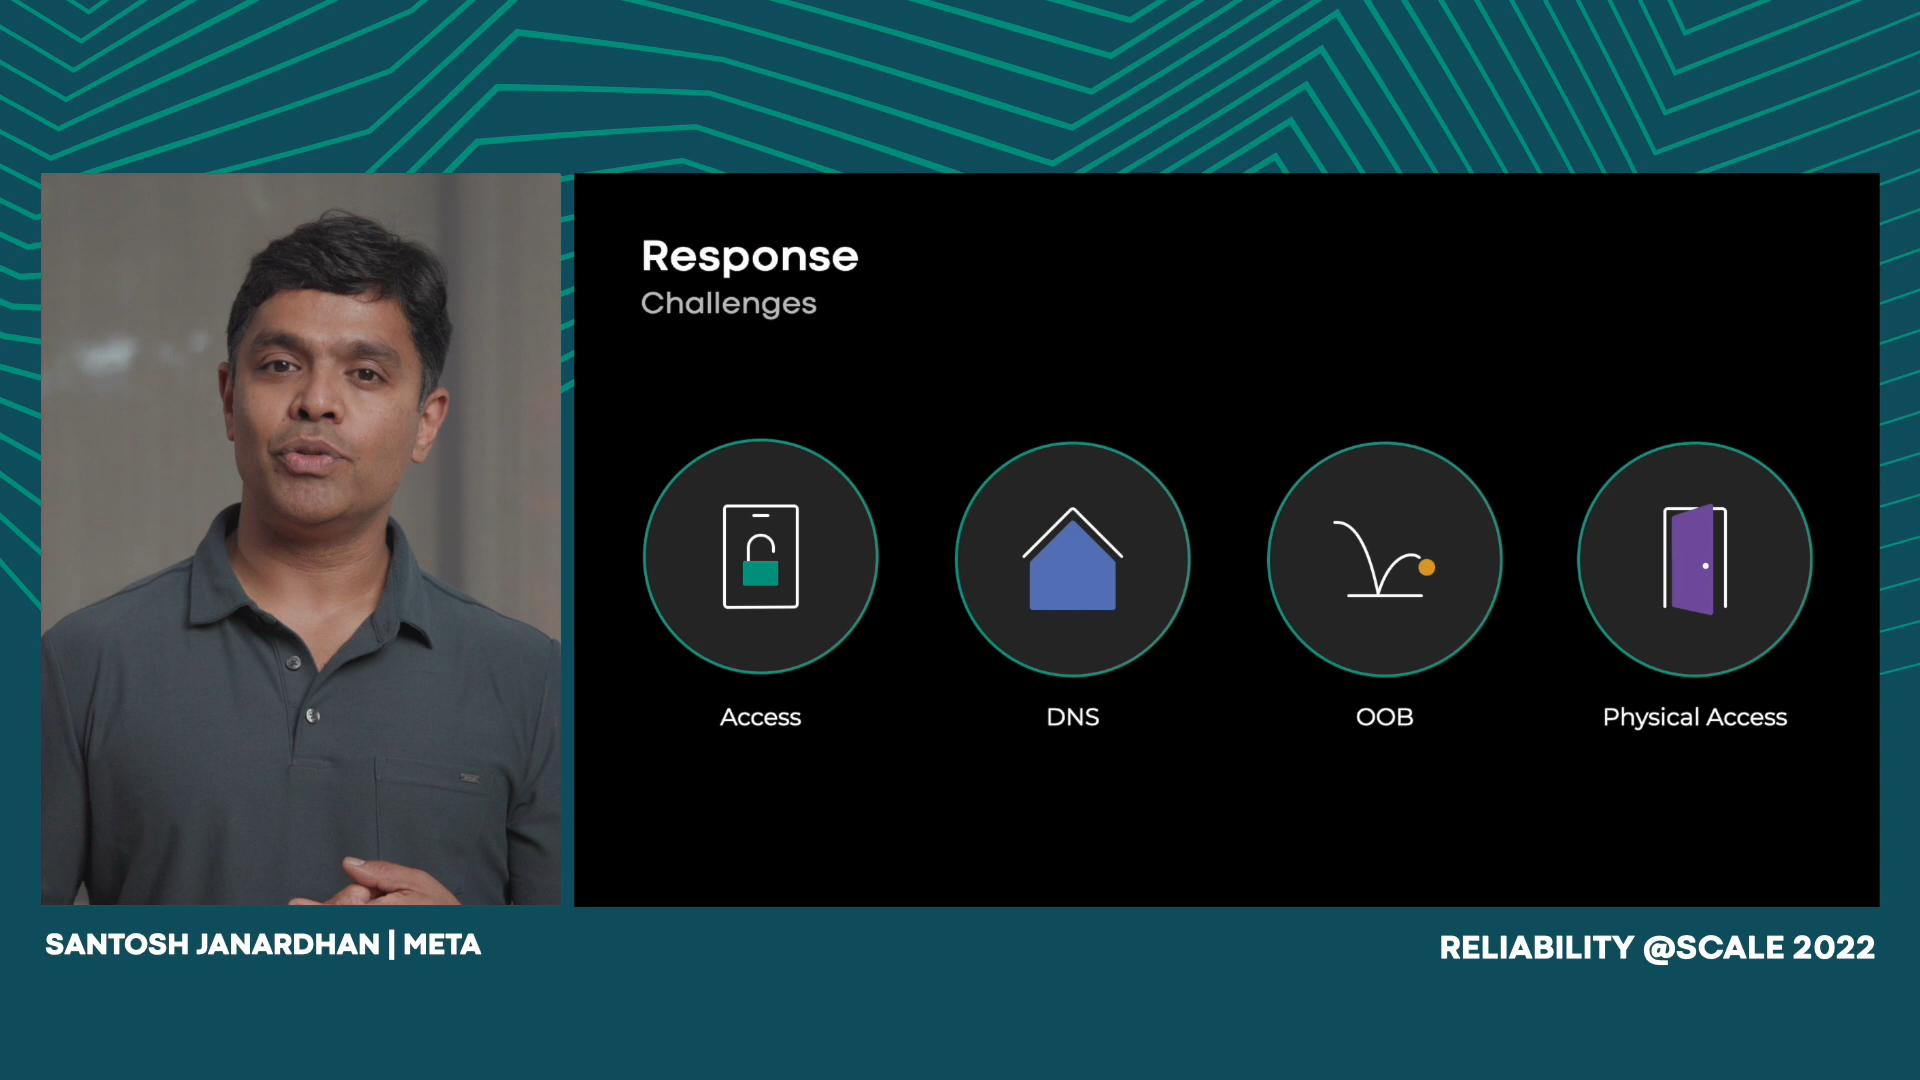 Response
Challenges
Access
DNS
OOB
Physical Access
SANTOSH JANARDHAN | META
RELIABILITY @SCALE 2022